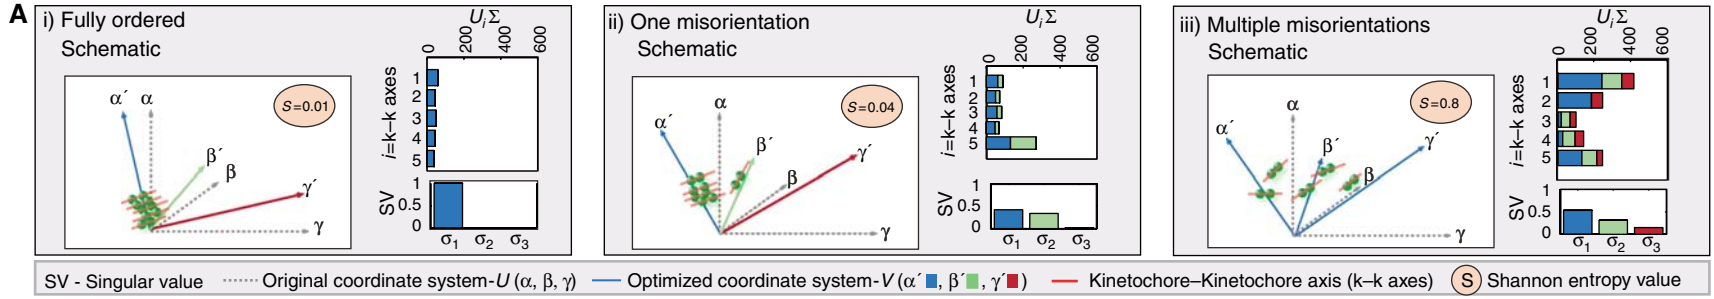 A
i) Fully ordered
Schematic
α´
α
S=0.01
β´
β
γ´
γ
UᵢΣ
0 200 400 600
i=k–k axes
1
2
3
4
5
SV
1
0.5
0
σ₁ σ₂ σ₃
ii) One misorientation
Schematic
α´
α
S=0.04
β´
β
γ´
γ
UᵢΣ
0 200 400 600
i=k–k axes
1
2
3
4
5
SV
1
0.5
0
σ₁ σ₂ σ₃
iii) Multiple misorientations
Schematic
α´
α
S=0.8
β´
β
γ´
γ
UᵢΣ
0 200 400 600
i=k–k axes
1
2
3
4
5
SV
1
0.5
0
σ₁ σ₂ σ₃
SV - Singular value Original coordinate system-U (α, β, γ) Optimized coordinate system-V (α´ , β´ , γ´ ) Kinetochore–Kinetochore axis (k–k axes) S Shannon entropy value